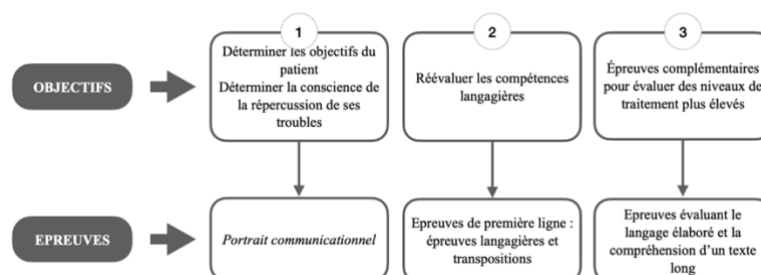 1
2
3
OBJECTIFS
Déterminer les objectifs du
patient
Déterminer la conscience de
la répercussion de ses
troubles
Réévaluer les compétences
langagières
Épreuves complémentaires
pour évaluer des niveaux de
traitement plus élevés
EPREUVES
Portrait communicationnel
Epreuves de première ligne :
épreuves langagières et
transpositions
Epreuves évaluant le
langage élaboré et la
compréhension d'un texte
long